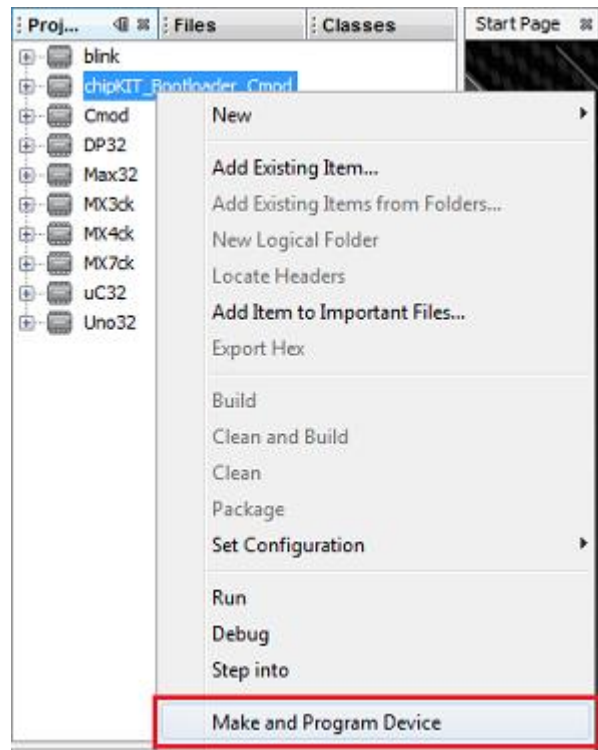 Proj... Files Classes Start Page
blink
chipKIT_Bootloader_Cmod
Cmod
DP32
Max32
MX3ck
MX4ck
MX7ck
uC32
Uno32
New
Add Existing Item...
Add Existing Items from Folders...
New Logical Folder
Locate Headers
Add Item to Important Files...
Export Hex
Build
Clean and Build
Clean
Package
Set Configuration
Run
Debug
Step into
Make and Program Device